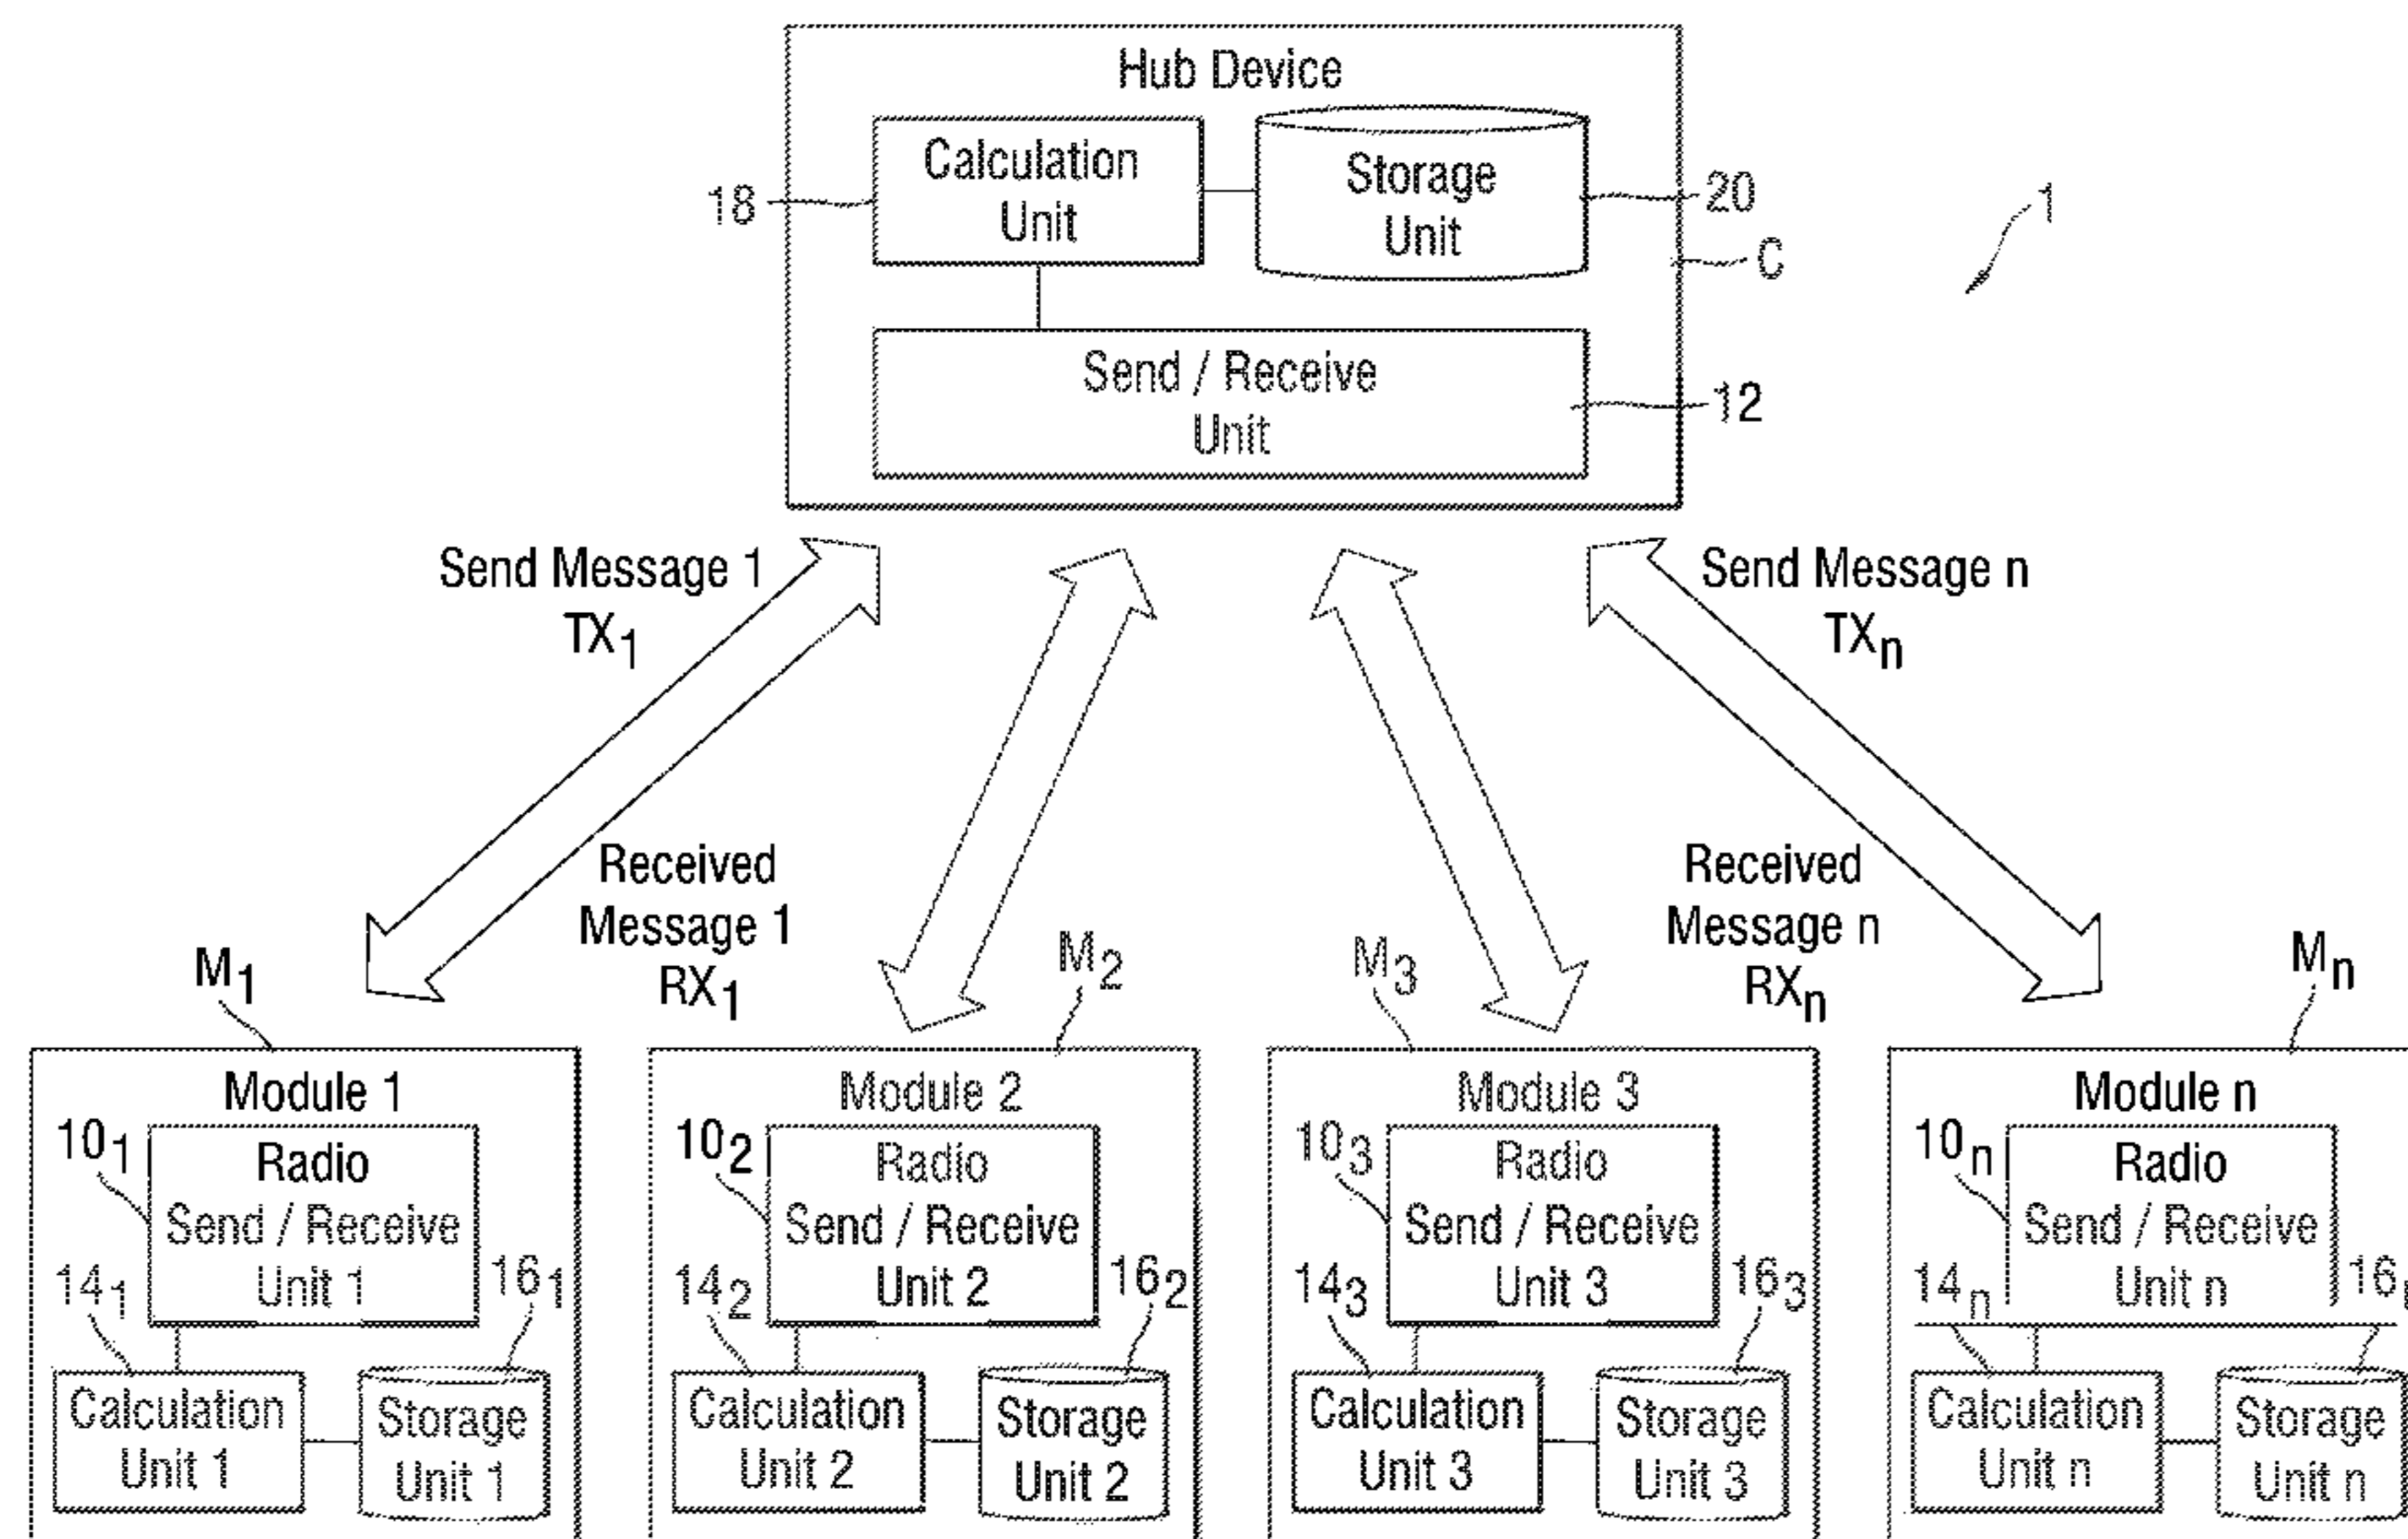 Hub Device
Calculation
Unit
Storage
Unit
18
20
C
1
Send / Receive
Unit
12
Send Message 1
TX1
Send Message n
TXn
Received
Message 1
RX1
Received
Message n
RXn
M1
M2
M3
Mn
Module 1
101
Radio
Send / Receive
Unit 1
141
161
Calculation
Unit 1
Storage
Unit 1
Module 2
102
Radio
Send / Receive
Unit 2
142
162
Calculation
Unit 2
Storage
Unit 2
Module 3
103
Radio
Send / Receive
Unit 3
143
163
Calculation
Unit 3
Storage
Unit 3
Module n
10n
Radio
Send / Receive
Unit n
14n
16
Calculation
Unit n
Storage
Unit n